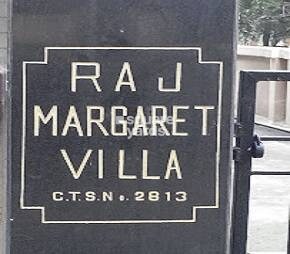 RAJ
MARGARET
VILLA
C.T.S.No. 2813